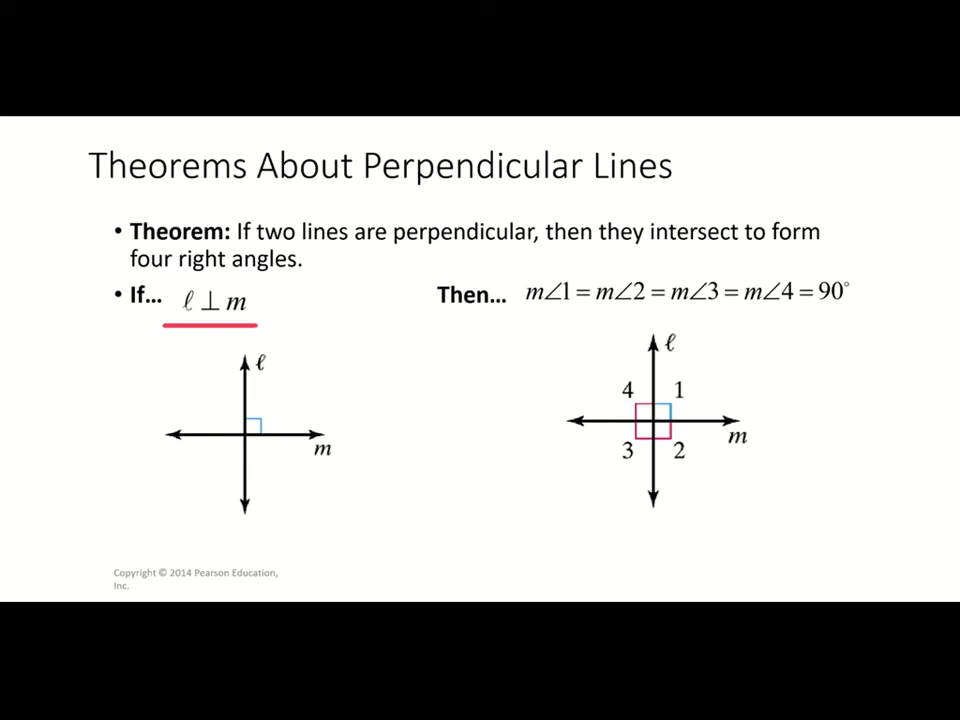 Theorems About Perpendicular Lines
• Theorem: If two lines are perpendicular, then they intersect to form
four right angles.
• If… ℓ ⊥ m Then… m∠1 = m∠2 = m∠3 = m∠4 = 90°
ℓ
m
ℓ
4 1
m
3 2
Copyright © 2014 Pearson Education,
Inc.